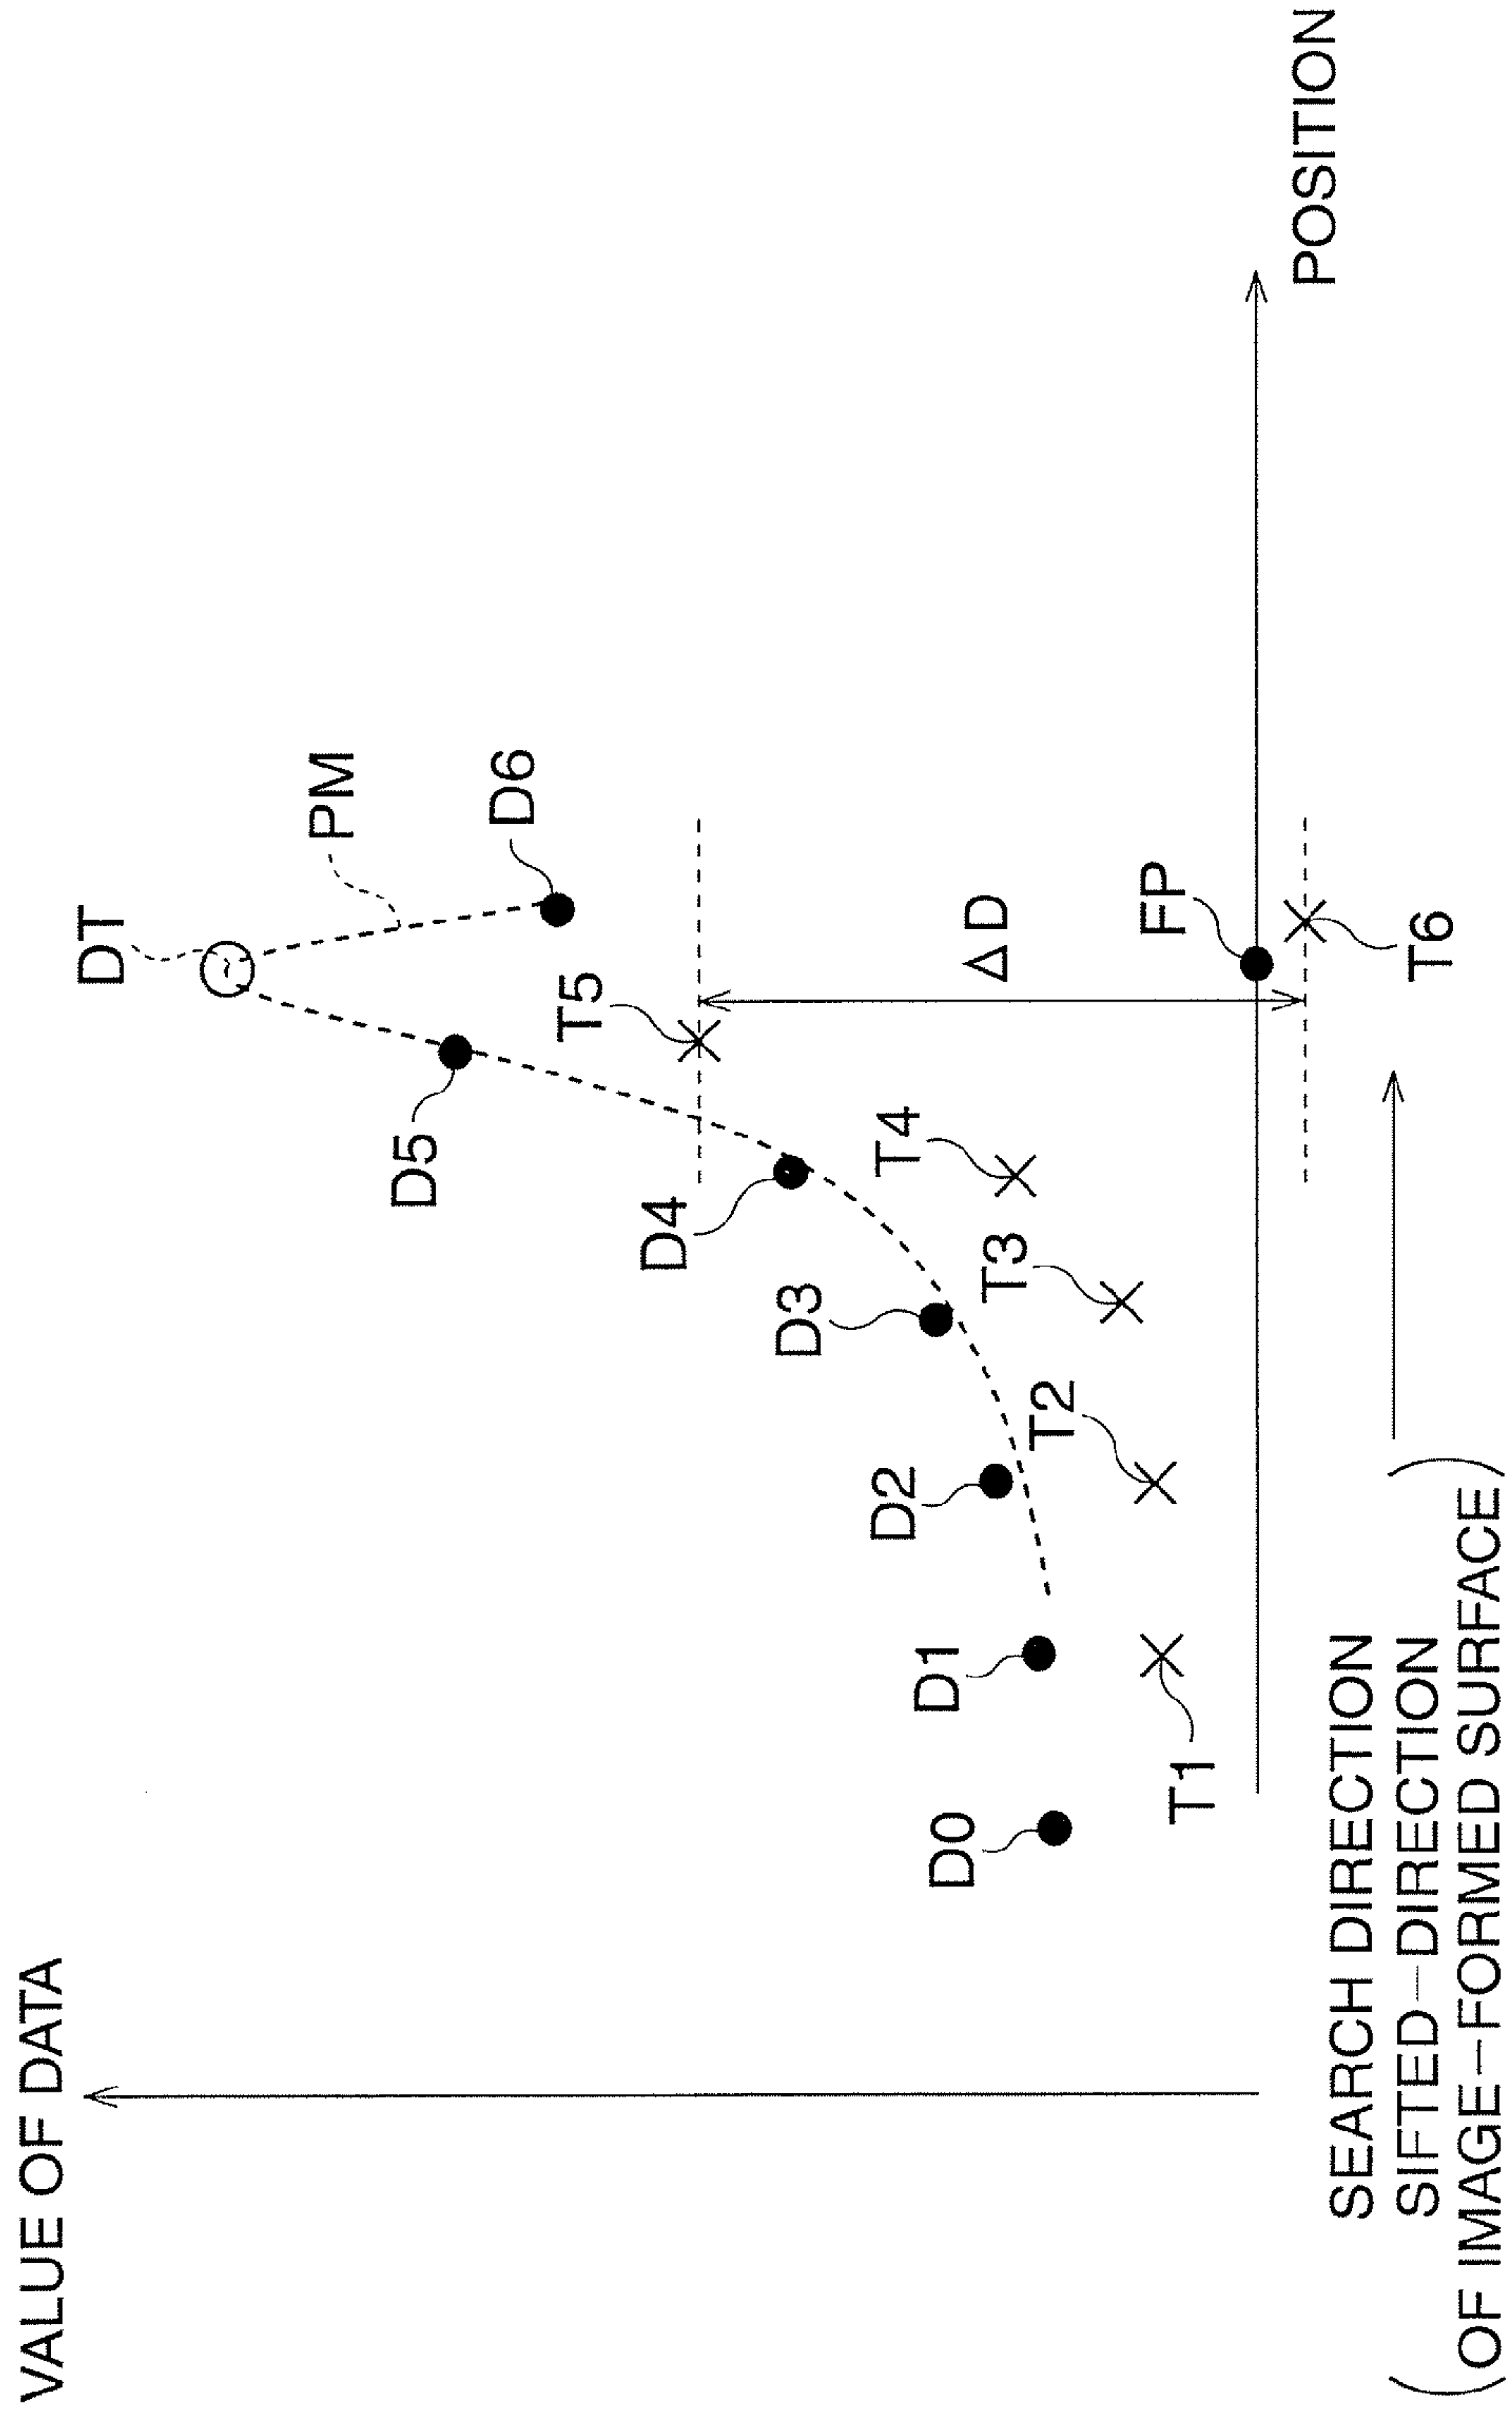 VALUE OF DATA
DT
PM
D5
D6
T5
D4
D3
T4
ΔD
D2
T3
D1
T2
D0
FP
T1
T6
POSITION
SEARCH DIRECTION
(SIFTED-DIRECTION
OF IMAGE-FORMED SURFACE)